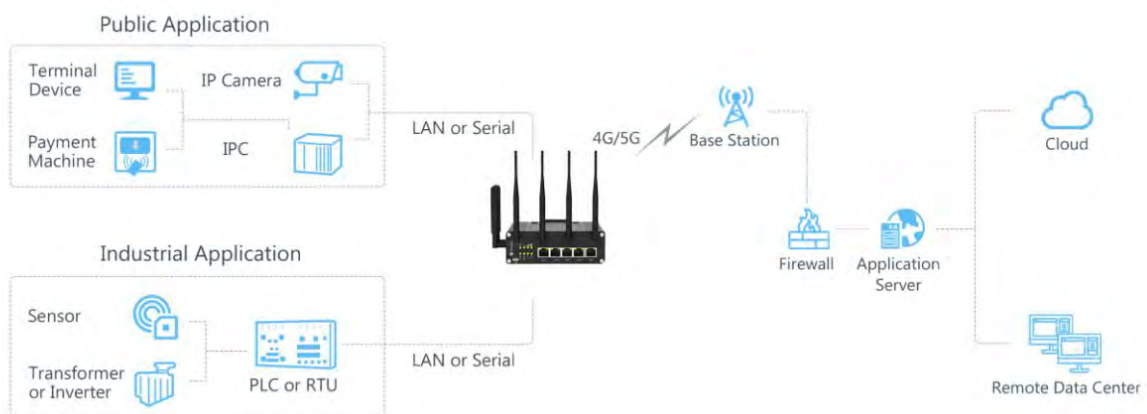 Public Application
Terminal
Device
IP Camera
Payment
Machine
IPC
LAN or Serial
4G/5G
Base Station
Cloud
Firewall
Application
Server
Industrial Application
Sensor
Transformer
or Inverter
PLC or RTU
LAN or Serial
Remote Data Center